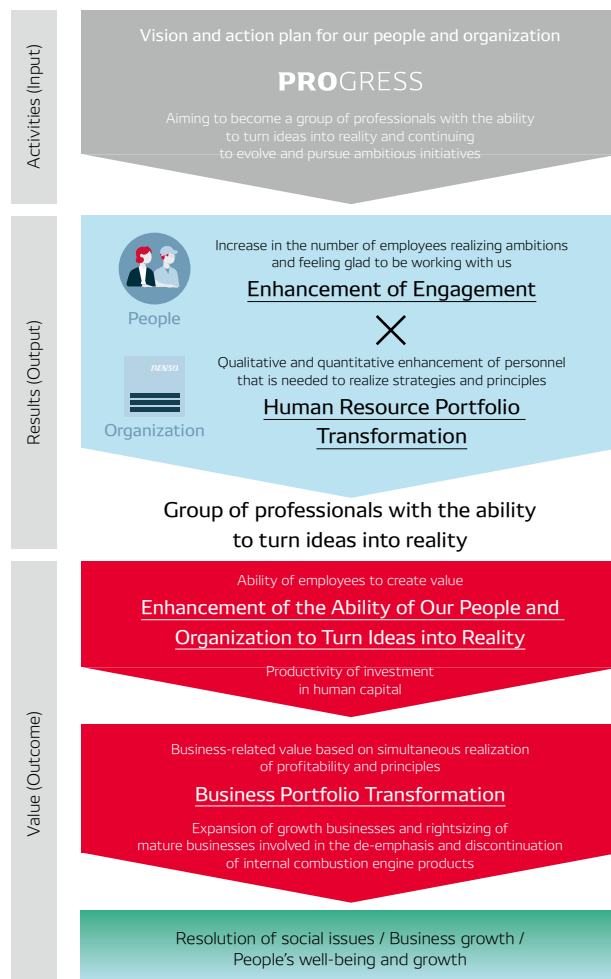 Activities (Input)
Vision and action plan for our people and organization
PROGRESS
Aiming to become a group of professionals with the ability
to turn ideas into reality and continuing
to evolve and pursue ambitious initiatives
Results (Output)
People
Increase in the number of employees realizing ambitions
and feeling glad to be working with us
Enhancement of Engagement
×
DENSO
Organization
Qualitative and quantitative enhancement of personnel
that is needed to realize strategies and principles
Human Resource Portfolio
Transformation
Group of professionals with the ability
to turn ideas into reality
Value (Outcome)
Ability of employees to create value
Enhancement of the Ability of Our People and
Organization to Turn Ideas into Reality
Productivity of investment
in human capital
Business-related value based on simultaneous realization
of profitability and principles
Business Portfolio Transformation
Expansion of growth businesses and rightsizing of
mature businesses involved in the de-emphasis and discontinuation
of internal combustion engine products
Resolution of social issues / Business growth /
People's well-being and growth